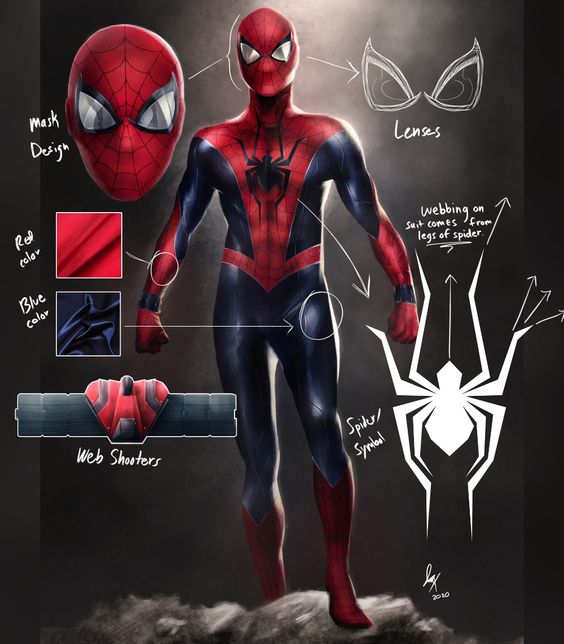 Mask
Design
Lenses
Webbing on
suit comes from
legs of spider.
Red
color
Blue
color
Web Shooters
Spider
Symbol
2020